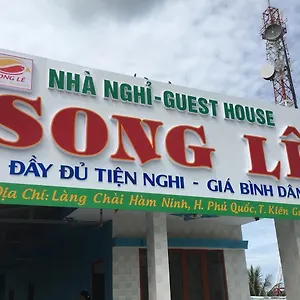 ONG LÊ
NHÀ NGHỈ-GUEST HOUSE
SONG LÊ
ĐẦY ĐỦ TIỆN NGHI - GIÁ BÌNH DÂN
Địa Chỉ: Làng Chài Hàm Ninh, H. Phú Quốc, T. Kiên G